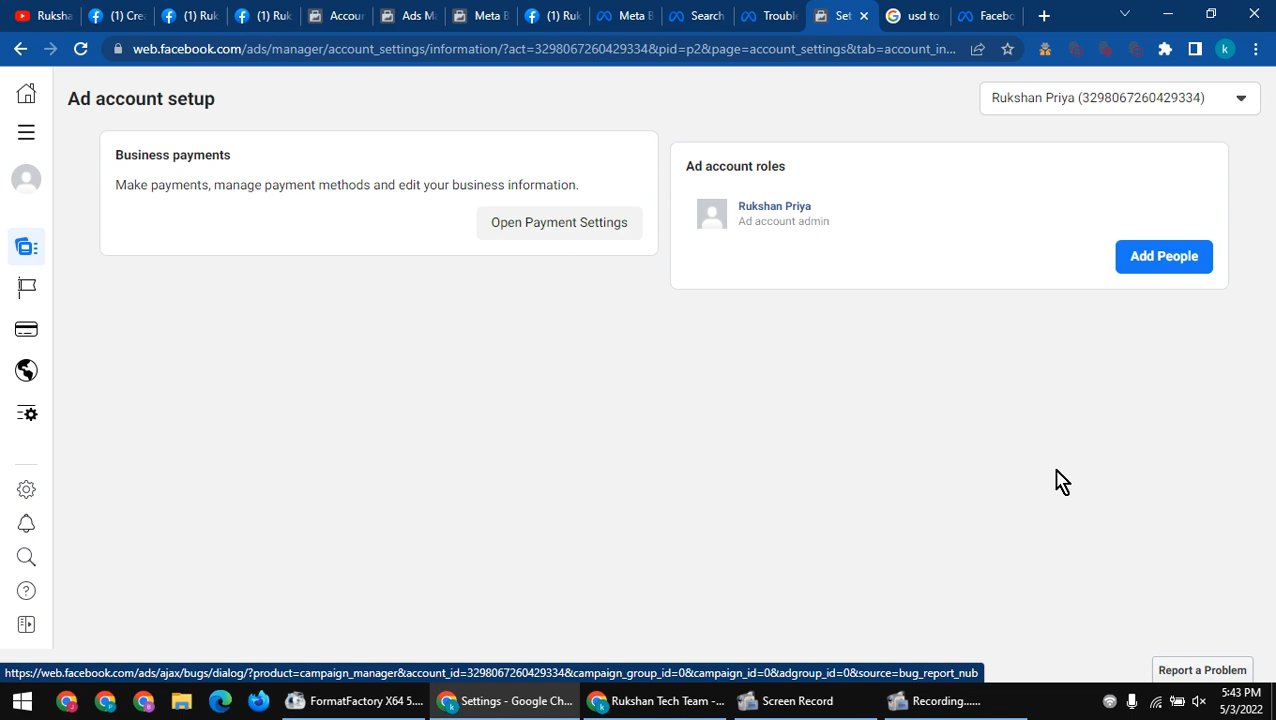 Ruksha (1) Cre (1) Ruk (1) Ruk Accou Ads M Meta B (1) Ruk Meta B Search Troubl Set usd to Facebo
web.facebook.com/ads/manager/account_settings/information/?act=3298067260429334&pid=p2&page=account_settings&tab=account_in...
k
Ad account setup
Rukshan Priya (3298067260429334)
Business payments
Make payments, manage payment methods and edit your business information.
Open Payment Settings
Ad account roles
Rukshan Priya
Ad account admin
Add People
https://web.facebook.com/ads/ajax/bugs/dialog/?product=campaign_manager&account_id=3298067260429334&campaign_group_id=0&campaign_id=0&adgroup_id=0&source=bug_report_nub
Report a Problem
FormatFactory X64 5.... Settings - Google Ch... Rukshan Tech Team -... Screen Record Recording......
5:43 PM
5/3/2022